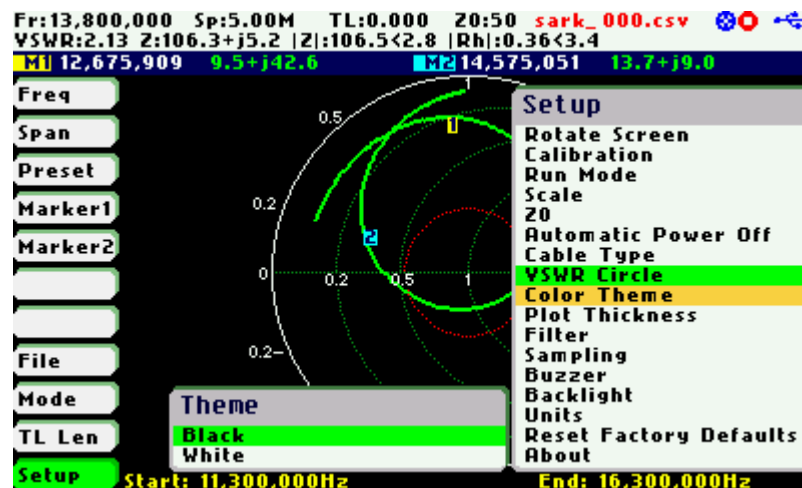 Fr:13,800,000 Sp:5.00M TL:0.000 Z0:50 sark_000.csv
VSWR:2.13 Z:106.3+j5.2 |Z|:106.5<2.8 |Rh|:0.36<3.4
M1 12,675,909 9.5+j42.6 M2 14,575,051 13.7+j9.0
Freq
Span
Preset
Marker1
Marker2
File
Mode
TL Len
Setup
1
0.5
1
0.2
2
0
0.2
0.5
1
0.2
Setup
Rotate Screen
Calibration
Run Mode
Scale
Z0
Automatic Power Off
Cable Type
VSWR Circle
Color Theme
Plot Thickness
Filter
Sampling
Buzzer
Backlight
Units
Reset Factory Defaults
About
Theme
Black
White
Start: 11,300,000Hz End: 16,300,000Hz